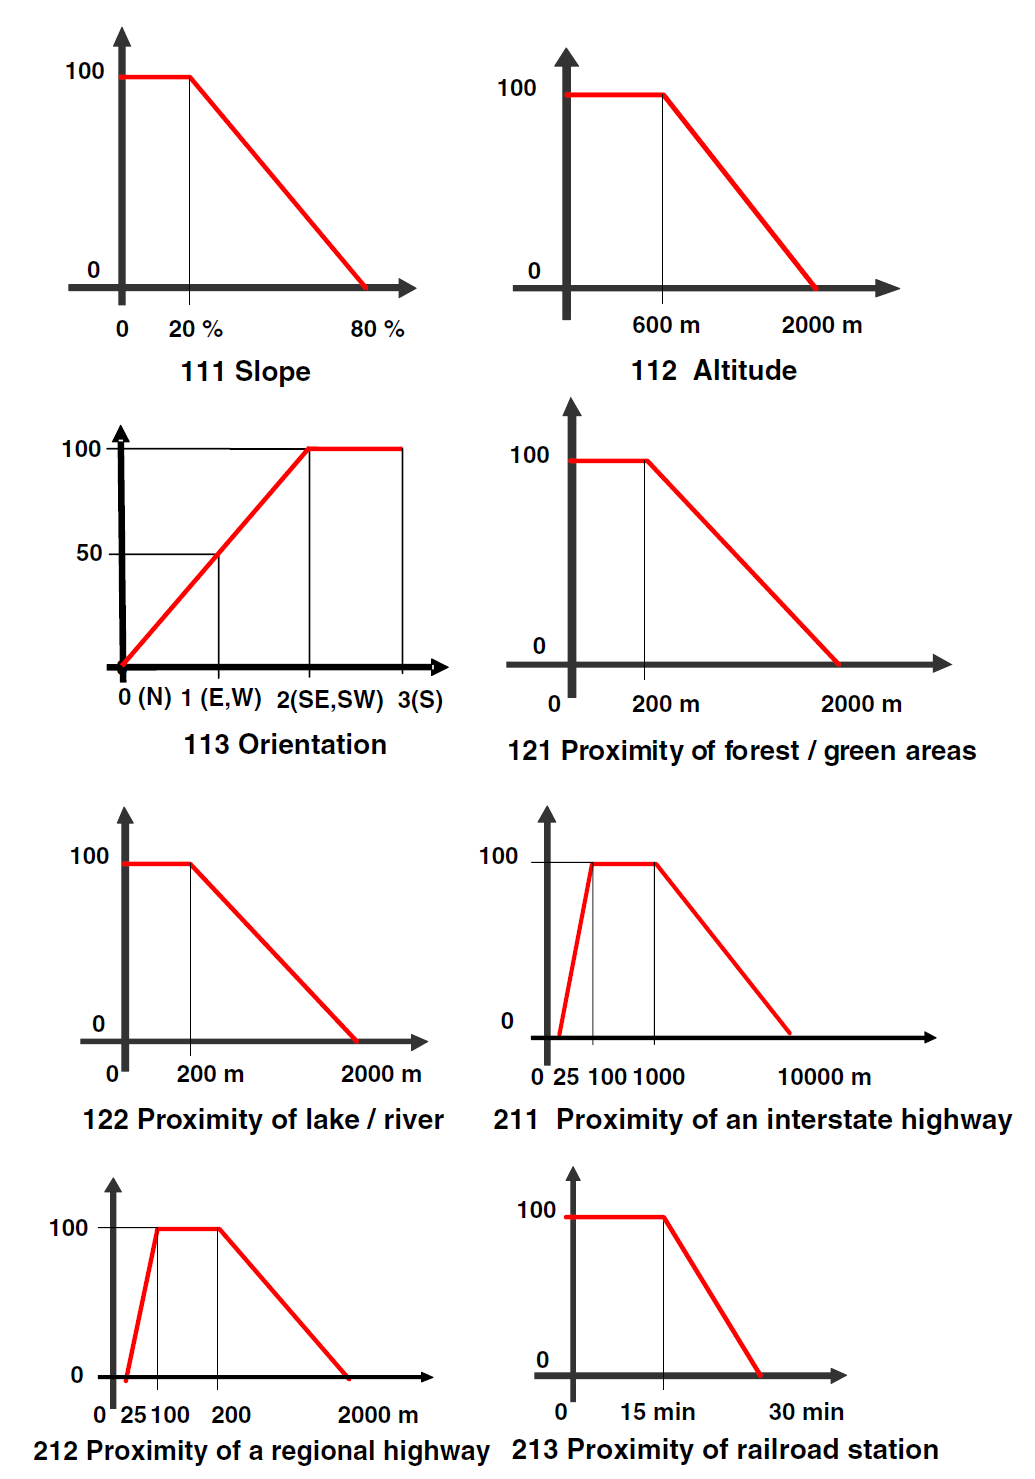 100
0
0 20 % 80 %
111 Slope
100
0
600 m 2000 m
112 Altitude
100
50
0 (N) 1 (E,W) 2(SE,SW) 3(S)
113 Orientation
100
0
0 200 m 2000 m
121 Proximity of forest / green areas
100
0
0 200 m 2000 m
122 Proximity of lake / river
100
0
0 25 100 1000 10000 m
211 Proximity of an interstate highway
100
0
0 25 100 200 2000 m
212 Proximity of a regional highway
100
0
0 15 min 30 min
213 Proximity of railroad station